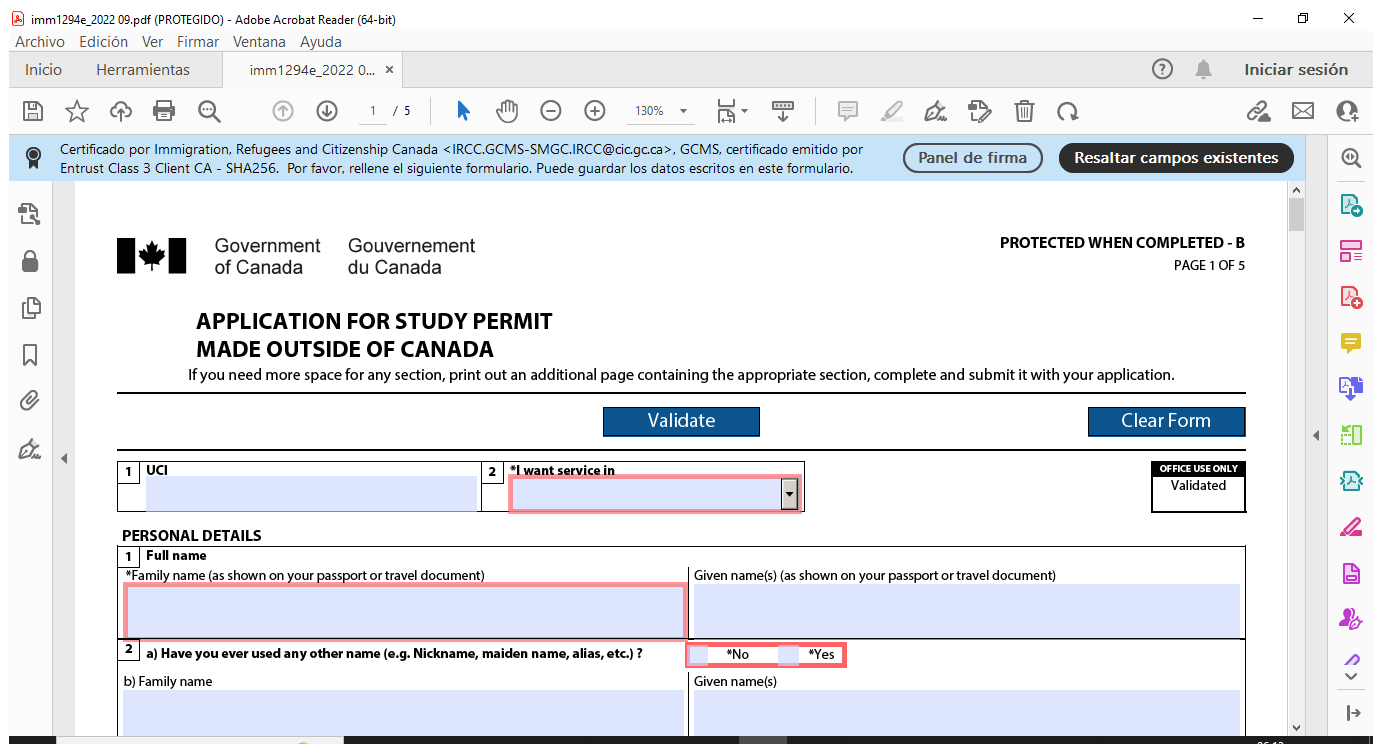 imm1294e_2022 09.pdf (PROTEGIDO) - Adobe Acrobat Reader (64-bit)
Archivo Edición Ver Firmar Ventana Ayuda
Inicio Herramientas imm1294e_2022 0... × Iniciar sesión
1 / 5 130%
Certificado por Immigration, Refugees and Citizenship Canada <IRCC.GCMS-SMGC.IRCC@cic.gc.ca>, GCMS, certificado emitido por
Entrust Class 3 Client CA - SHA256. Por favor, rellene el siguiente formulario. Puede guardar los datos escritos en este formulario.
Panel de firma Resaltar campos existentes
Government Gouvernement
of Canada du Canada
PROTECTED WHEN COMPLETED - B
PAGE 1 OF 5
APPLICATION FOR STUDY PERMIT
MADE OUTSIDE OF CANADA
If you need more space for any section, print out an additional page containing the appropriate section, complete and submit it with your application.
Validate Clear Form
1 UCI 2 *I want service in
OFFICE USE ONLY
Validated
PERSONAL DETAILS
1 Full name
*Family name (as shown on your passport or travel document) Given name(s) (as shown on your passport or travel document)
2 a) Have you ever used any other name (e.g. Nickname, maiden name, alias, etc.) ? *No *Yes
b) Family name Given name(s)